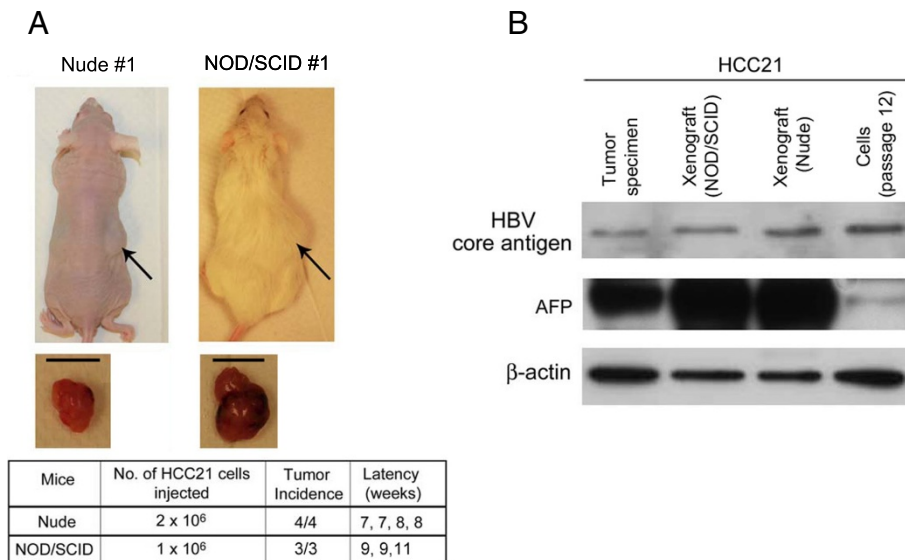 A
Nude #1
NOD/SCID #1
Mice
No. of HCC21 cells
injected
Tumor
Incidence
Latency
(weeks)
Nude
2 x 10⁶
4/4
7, 7, 8, 8
NOD/SCID
1 x 10⁶
3/3
9, 9,11
B
HCC21
Tumor
specimen
Xenograft
(NOD/SCID)
Xenograft
(Nude)
Cells
(passage 12)
HBV
core antigen
AFP
β-actin